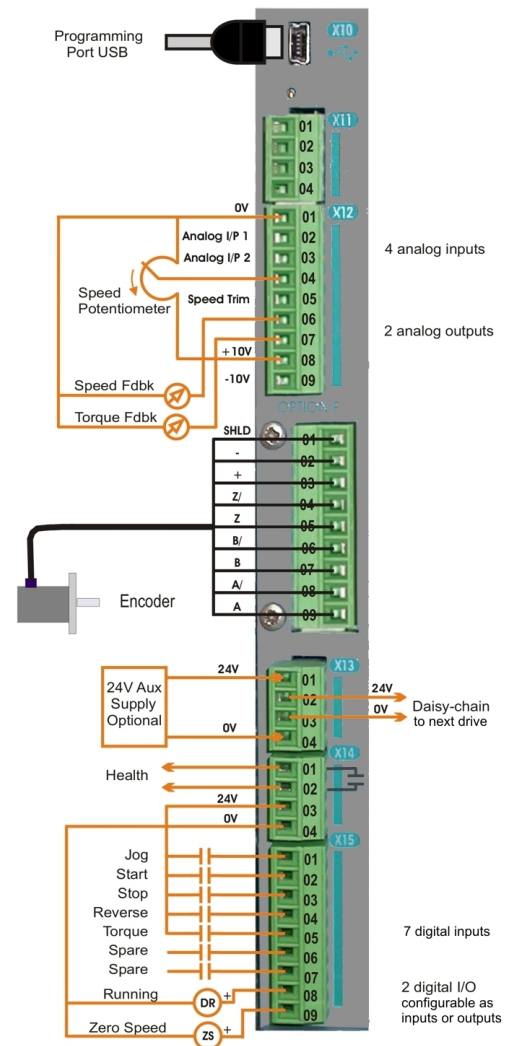 Programming
Port USB
X10
X11
01
02
03
04
0V
X12
01
Analog I/P 1
02
Analog I/P 2
03
4 analog inputs
04
Speed
Potentiometer
Speed Trim
05
06
2 analog outputs
07
+10V
08
-10V
09
Speed Fdbk
Torque Fdbk
OPTION F
SHLD
01
-
02
+
03
Z/
04
Z
05
B/
06
B
07
A/
08
A
09
Encoder
X13
24V
01
24V Aux
Supply
Optional
02
24V
0V
Daisy-chain
to next drive
03
0V
04
X14
Health
01
02
24V
03
0V
04
X15
Jog
01
Start
02
Stop
03
Reverse
04
Torque
05
7 digital inputs
Spare
06
Spare
07
Running
DR
+
08
2 digital I/O
configurable as
inputs or outputs
09
Zero Speed
ZS
+